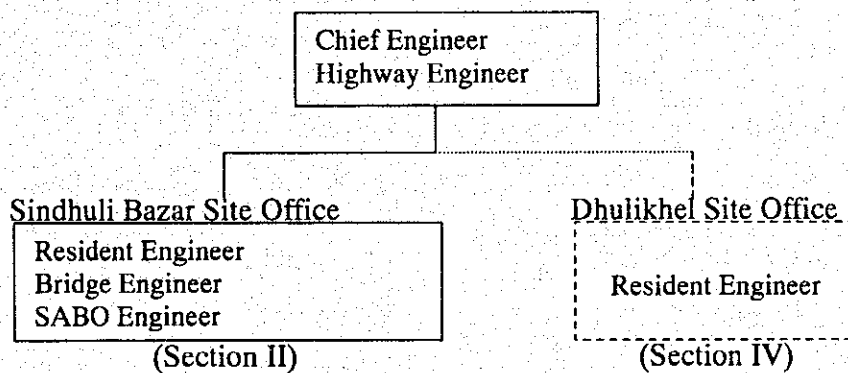 Chief Engineer
Highway Engineer
Sindhuli Bazar Site Office
Resident Engineer
Bridge Engineer
SABO Engineer
(Section II)
Dhulikhel Site Office
Resident Engineer
(Section IV)